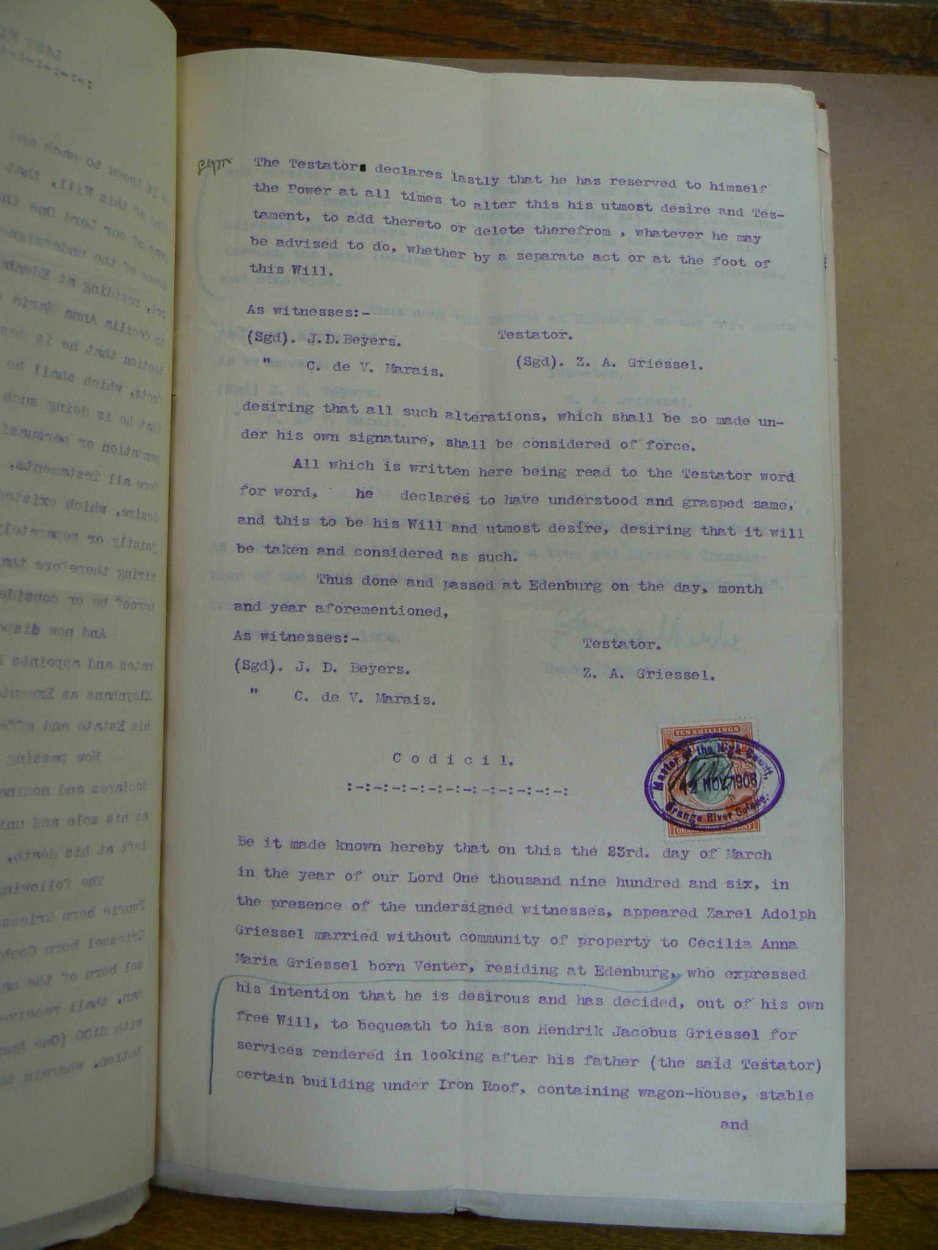 The Testator declares lastly that he has reserved to himself
the Power at all times to alter this his utmost desire and Tes-
tament, to add thereto or delete therefrom , whatever he may
be advised to do, whether by a separate act or at the foot of
this Will.
As witnesses:-
Testator.
(Sgd). J.D.Beyers.
(Sgd). Z. A. Griessel.
" C. de V. Marais.
desiring that all such alterations, which shall be so made un-
der his own signature, shall be considered of force.
All which is written here being read to the Testator word
for word, he declares to have understood and grasped same,
and this to be his Will and utmost desire, desiring that it will
be taken and considered as such.
Thus done and passed at Edenburg on the day, month
and year aforementioned,
As witnesses:-
Testator.
(Sgd). J. D. Beyers.
Z. A. Griessel.
" C. de V. Marais.
TEN SHILLINGS
Master of the High Court,
NOV 1906
Orange River Colony.
Codicil.
:-:-:-:-:-:-:-:-:-:-:-:
Be it made known hereby that on this the 23rd. day of March
in the year of our Lord One thousand nine hundred and six, in
the presence of the undersigned witnesses, appeared Zarel Adolph
Griessel married without community of property to Cecilia Anna
Maria Griessel born Venter, residing at Edenburg, who expressed
his intention that he is desirous and has decided, out of his own
free Will, to bequeath to his son Hendrik Jacobus Griessel for
services rendered in looking after his father (the said Testator)
certain building under Iron Roof, containing wagon-house, stable
and